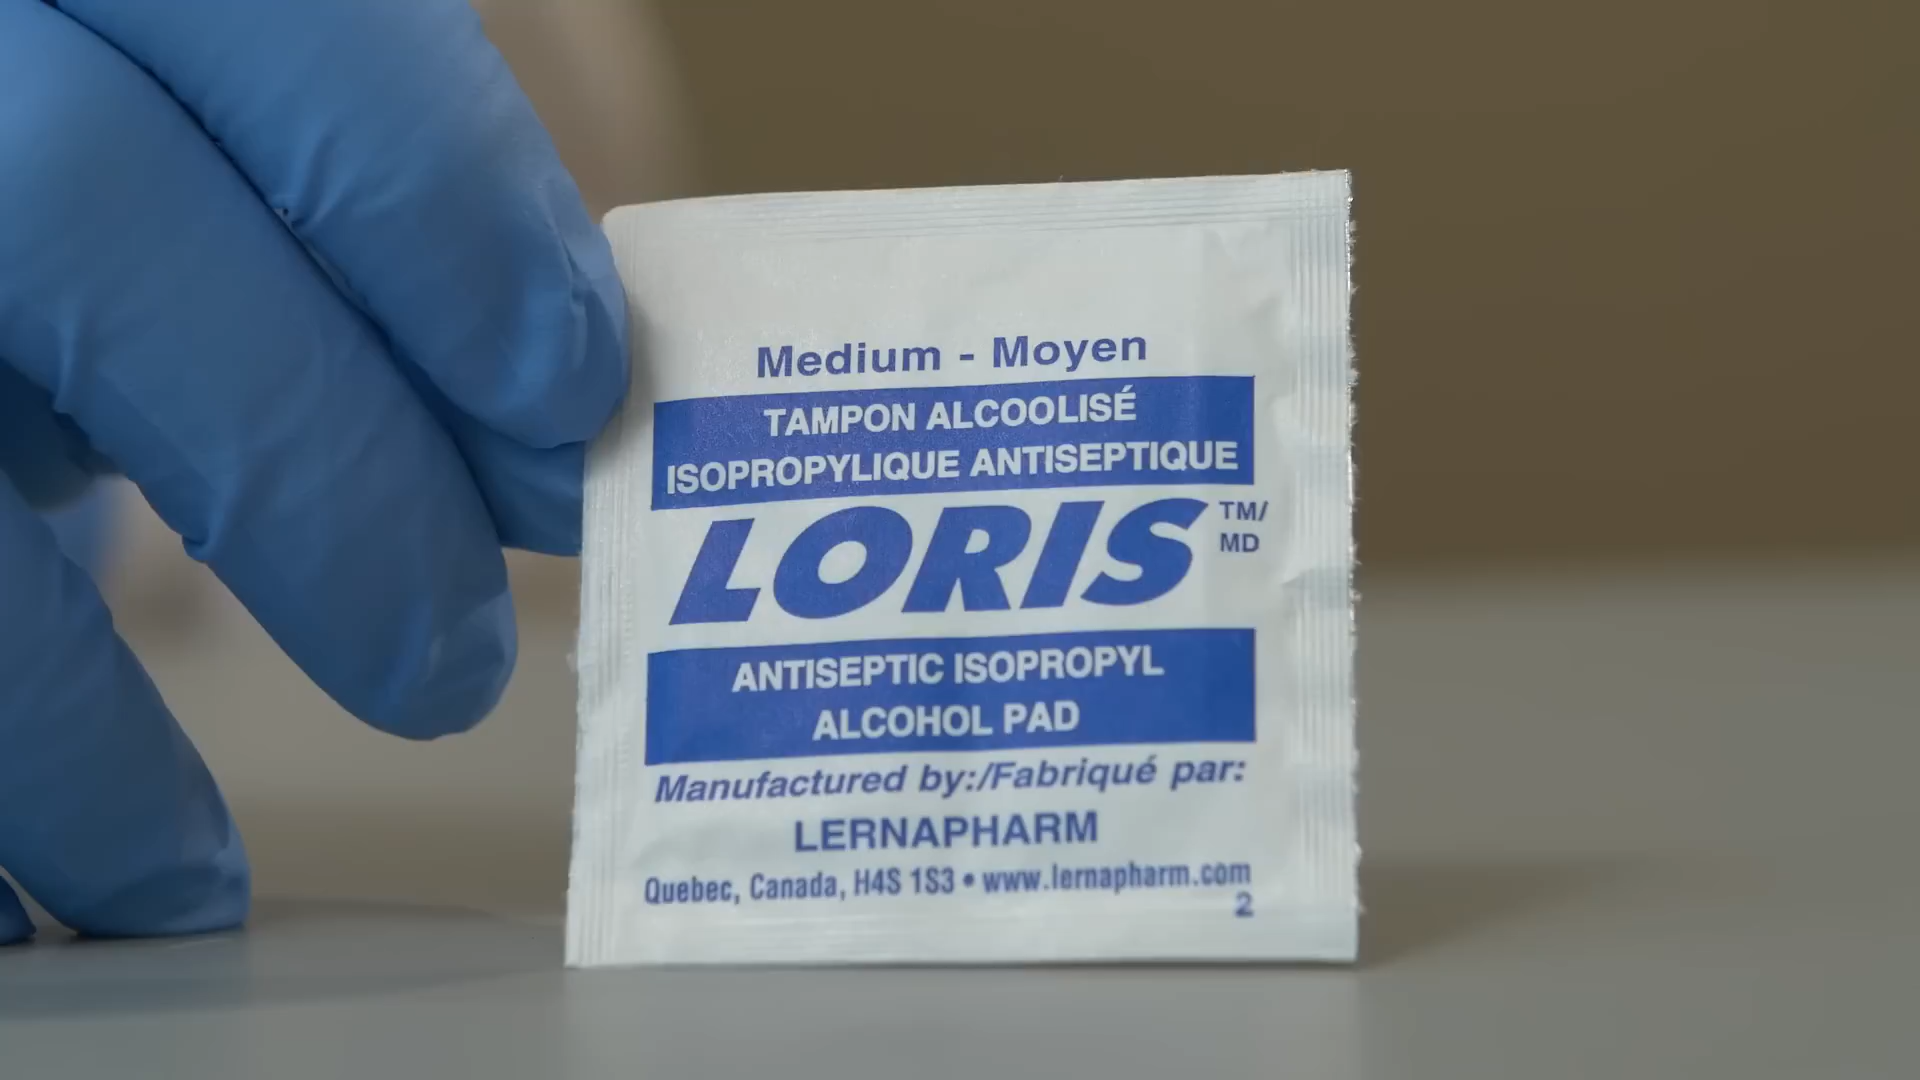 Medium - Moyen
TAMPON ALCOOLISÉ
ISOPROPYLIQUE ANTISEPTIQUE
LORIS TM/
MD
ANTISEPTIC ISOPROPYL
ALCOHOL PAD
Manufactured by:/Fabriqué par:
LERNAPHARM
Quebec, Canada, H4S 1S3 • www.lernapharm.com
2